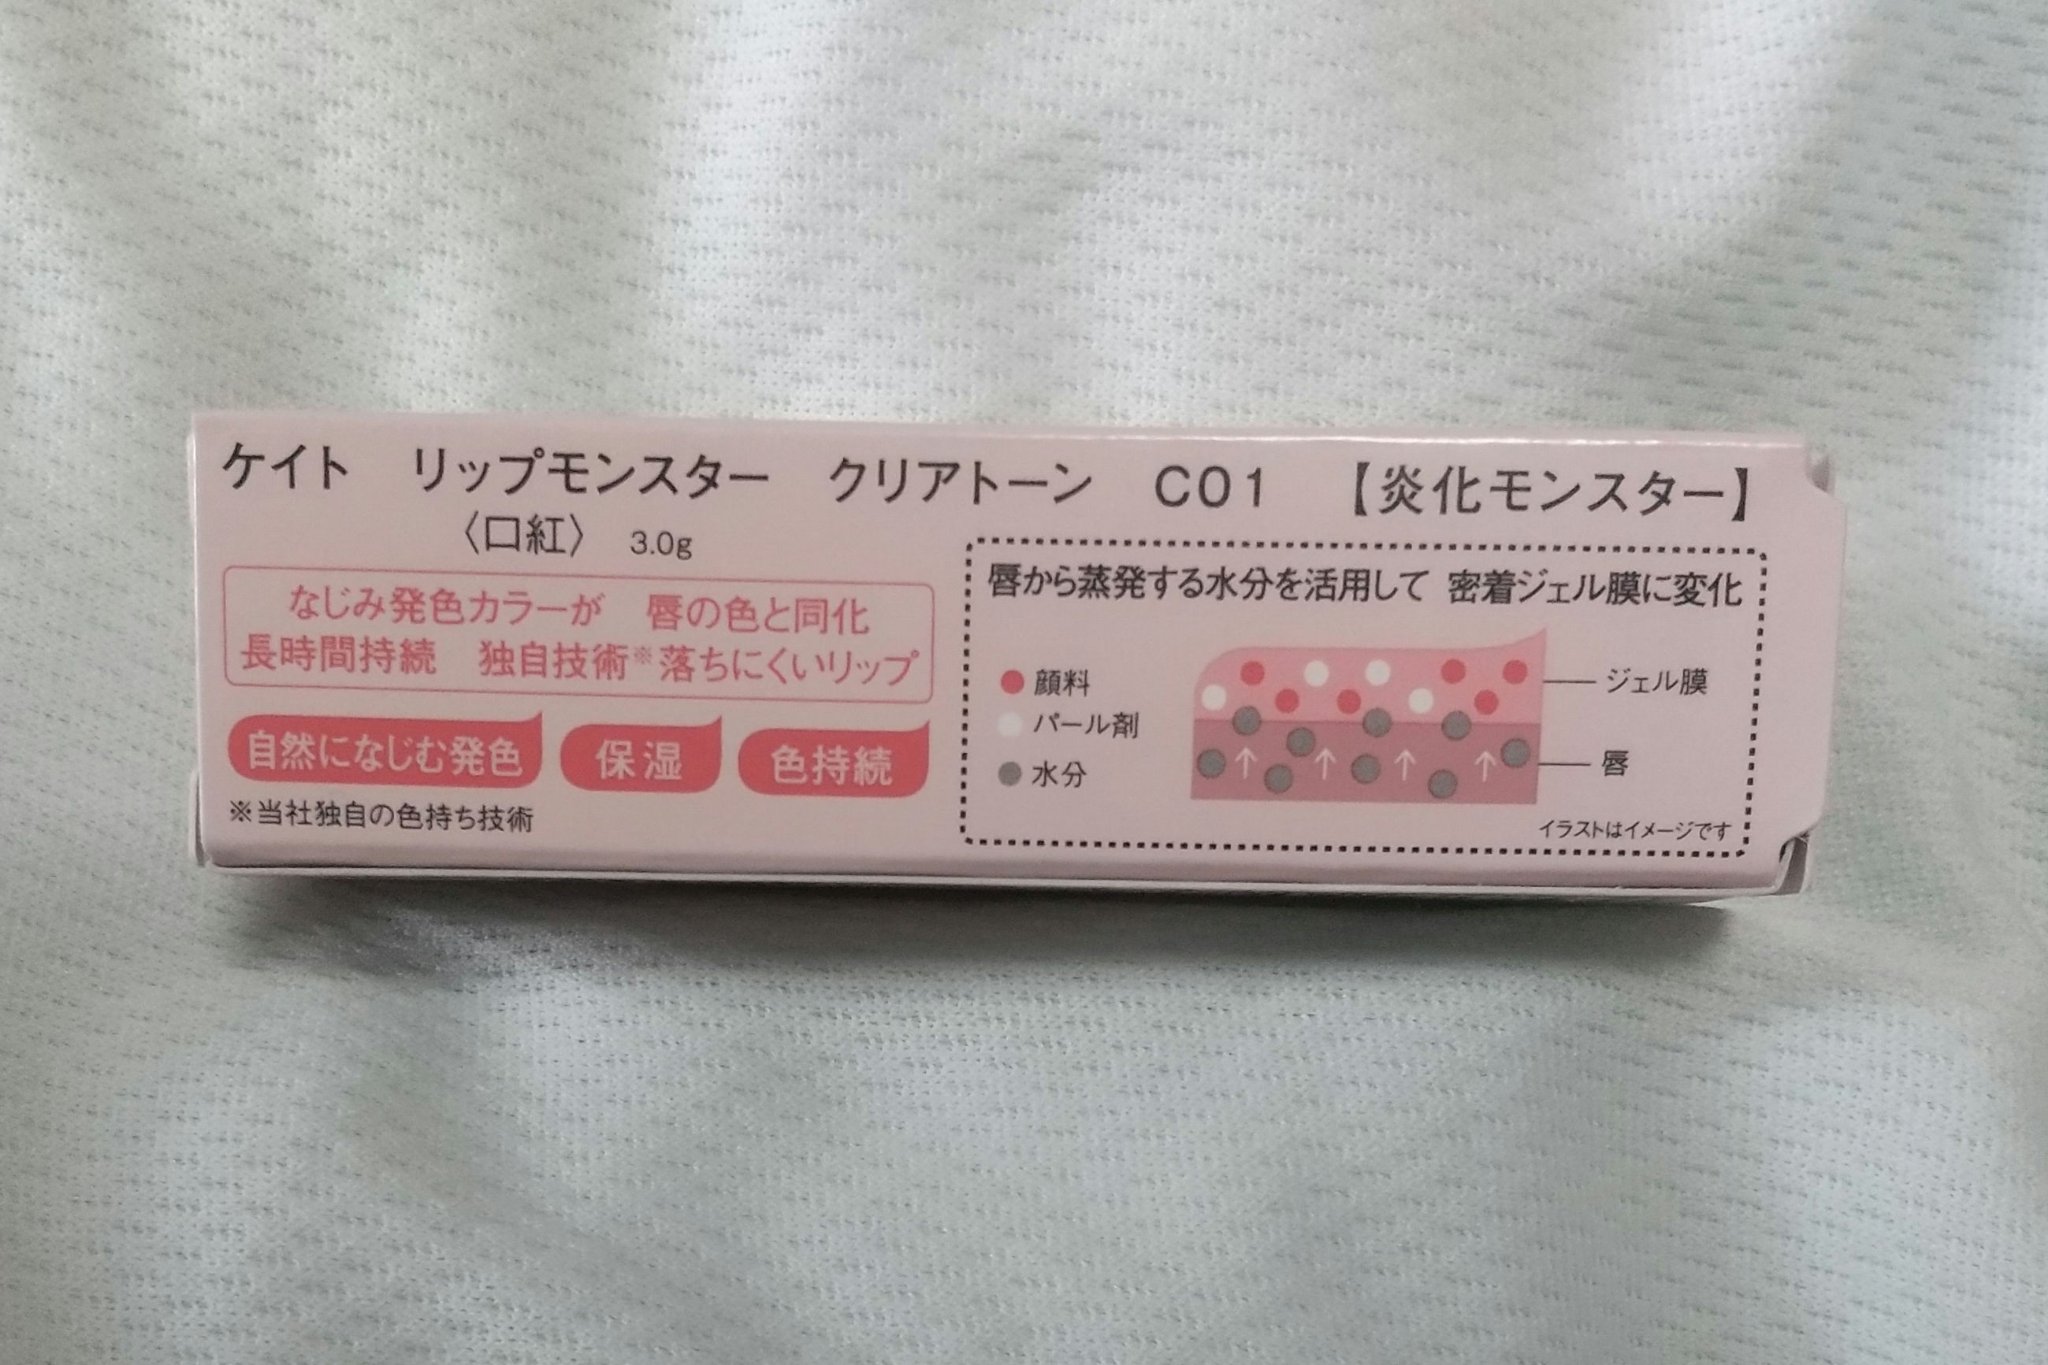 ケイト リップモンスター クリアトーン C01 【炎化モンスター】
〈口紅〉 3.0g
なじみ発色カラーが 唇の色と同化
長時間持続 独自技術※落ちにくいリップ
自然になじむ発色 保湿 色持続
※当社独自の色持ち技術
唇から蒸発する水分を活用して 密着ジェル膜に変化
顔料
パール剤
水分
ジェル膜
唇
イラストはイメージです